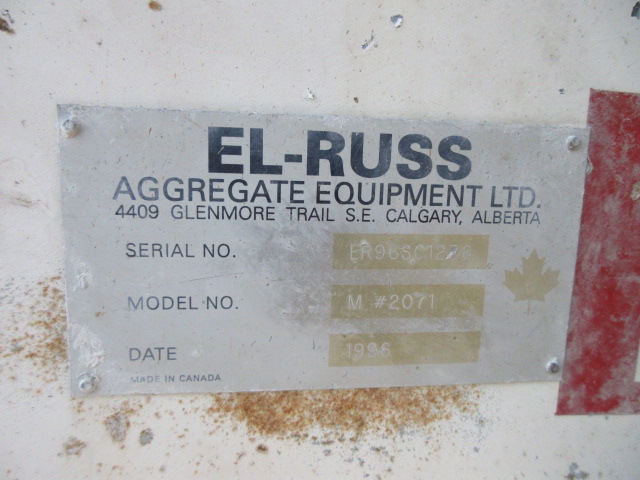 EL-RUSS
AGGREGATE EQUIPMENT LTD.
4409 GLENMORE TRAIL S.E. CALGARY, ALBERTA
SERIAL NO.
MODEL NO. M #2071
DATE 1996
MADE IN CANADA